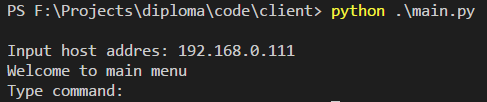 PS F:\Projects\diploma\code\client> python .\main.py
Input host addres: 192.168.0.111
Welcome to main menu
Type command: